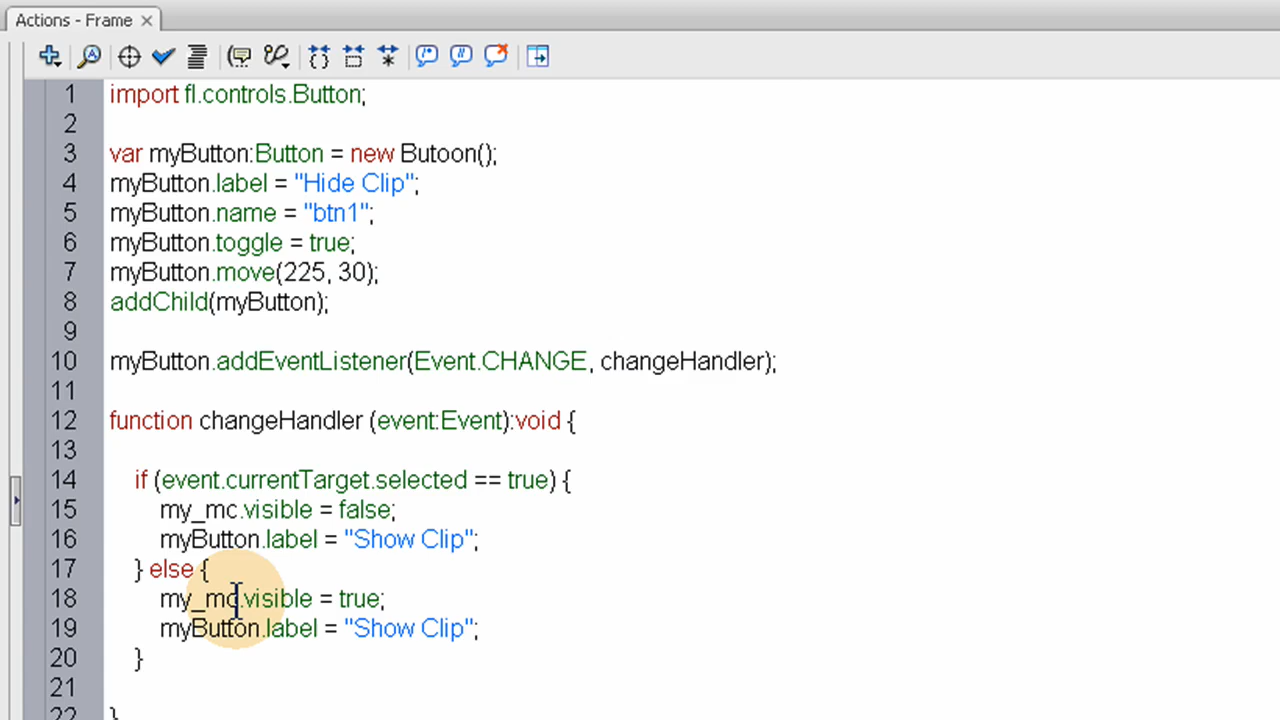 Actions - Frame
1 import fl.controls.Button;
2
3 var myButton:Button = new Butoon();
4 myButton.label = "Hide Clip";
5 myButton.name = "btn1";
6 myButton.toggle = true;
7 myButton.move(225, 30);
8 addChild(myButton);
9
10 myButton.addEventListener(Event.CHANGE, changeHandler);
11
12 function changeHandler (event:Event):void {
13
14 if (event.currentTarget.selected == true) {
15 my_mc.visible = false;
16 myButton.label = "Show Clip";
17 } else {
18 my_mc.visible = true;
19 myButton.label = "Show Clip";
20 }
21
22 }